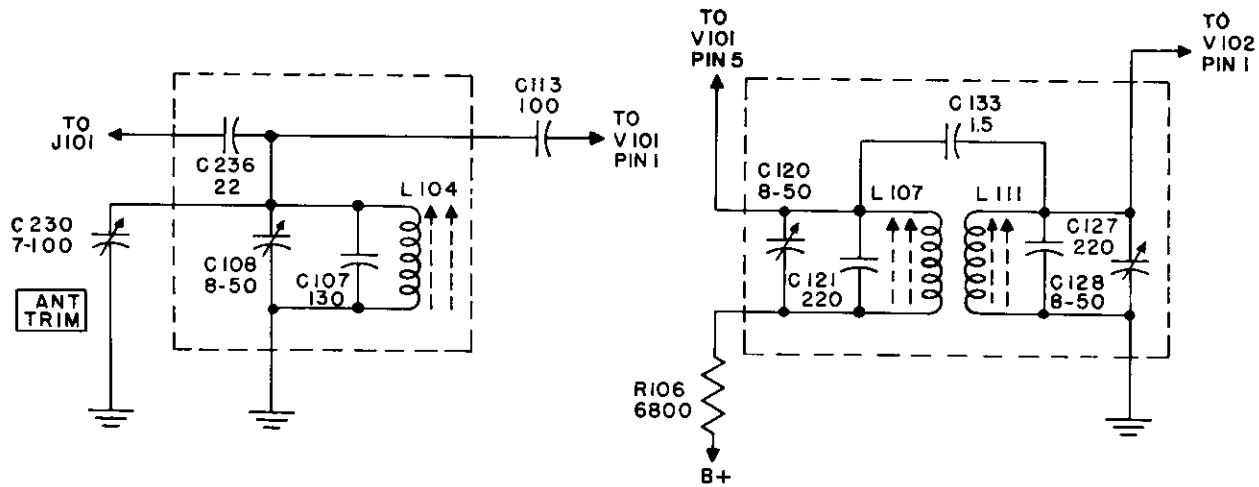 TO
J101
C236
22
C113
100
TO
V101
PIN 1
L104
C230
7-100
C108
8-50
C107
130
ANT
TRIM
TO
V101
PIN 5
TO
V102
PIN 1
C133
1.5
C120
8-50
L107
L111
C127
220
C121
220
C128
8-50
R106
6800
B+